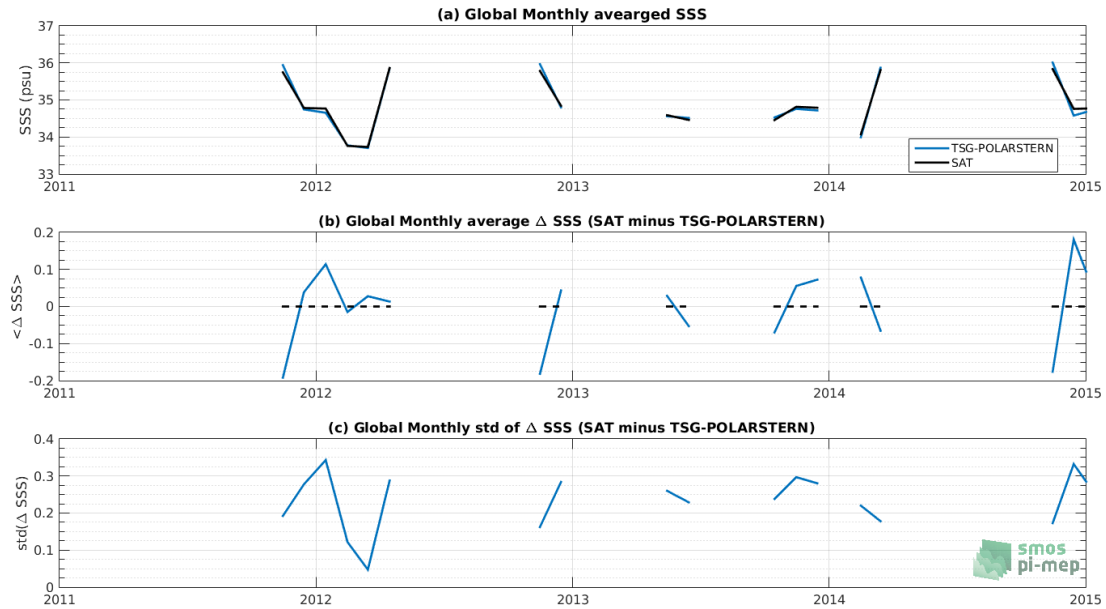 (a) Global Monthly avearged SSS
37
36
35
34
33
SSS (psu)
TSG-POLARSTERN
SAT
2011 2012 2013 2014 2015
(b) Global Monthly average Δ SSS (SAT minus TSG-POLARSTERN)
0.2
0.1
0
-0.1
-0.2
<Δ SSS>
2011 2012 2013 2014 2015
(c) Global Monthly std of Δ SSS (SAT minus TSG-POLARSTERN)
0.4
0.3
0.2
0.1
0
std(Δ SSS)
smos
pi-mep
2011 2012 2013 2014 2015